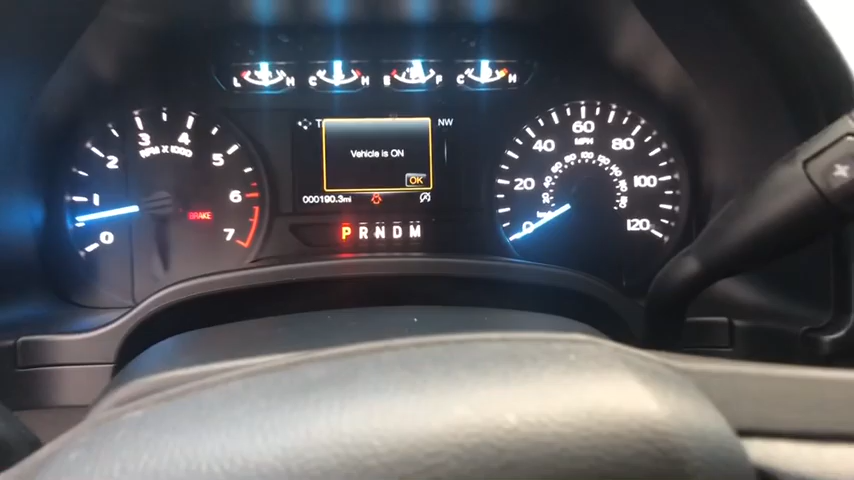 L H C H E F C H
T NW
Vehicle is ON
OK
000190.3mi
P R N D M
0 1 2 3 4 5 6 7
RPM X 1000
BRAKE
0 20 40 60 80 100 120
MPH
km/h